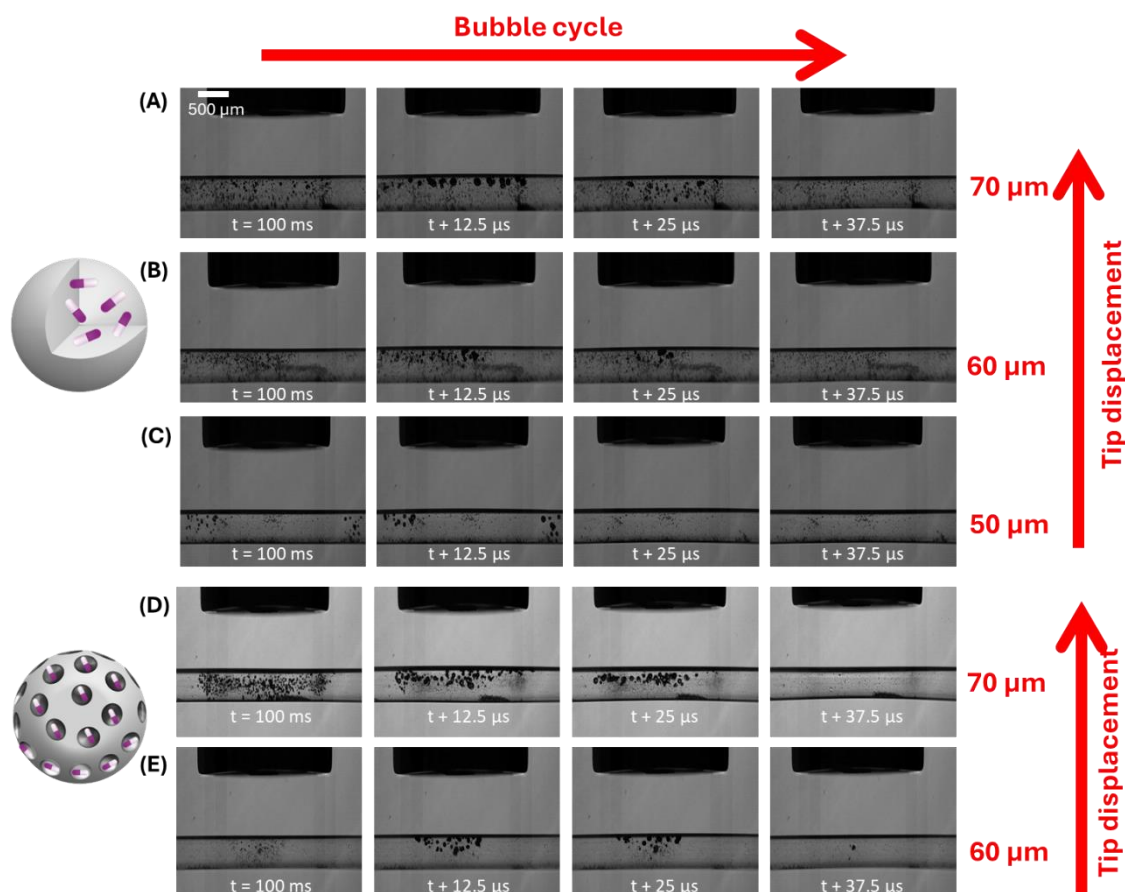 Bubble cycle
(A)
500 µm
t = 100 ms
t + 12.5 µs
t + 25 µs
t + 37.5 µs
70 µm
(B)
t = 100 ms
t + 12.5 µs
t + 25 µs
t + 37.5 µs
60 µm
(C)
t = 100 ms
t + 12.5 µs
t + 25 µs
t + 37.5 µs
50 µm
Tip displacement
(D)
t = 100 ms
t + 12.5 µs
t + 25 µs
t + 37.5 µs
70 µm
(E)
t = 100 ms
t + 12.5 µs
t + 25 µs
t + 37.5 µs
60 µm
Tip displacement